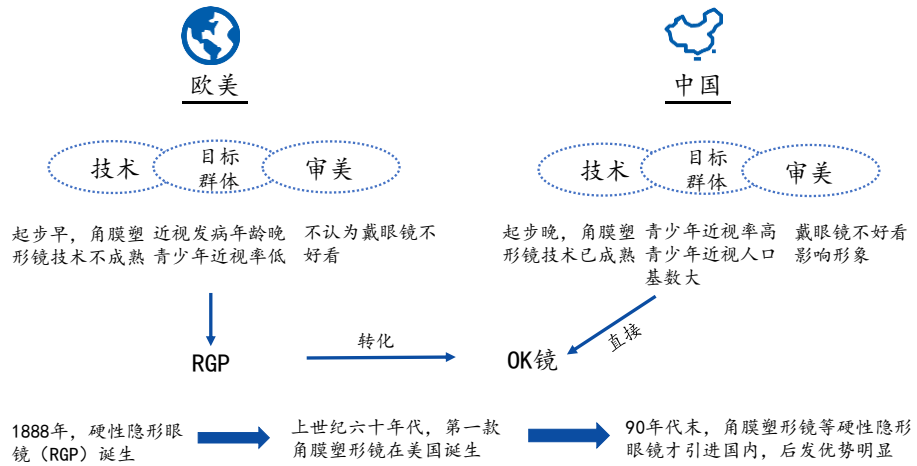 欧美
中国
技术
目标
群体
审美
技术
目标
群体
审美
起步早，角膜塑
形镜技术不成熟
近视发病年龄晚
青少年近视率低
不认为戴眼镜不
好看
起步晚，角膜塑
形镜技术已成熟
青少年近视率高
青少年近视人口
基数大
戴眼镜不好看
影响形象
RGP
转化
OK镜
直接
1888年，硬性隐形眼
镜（RGP）诞生
上世纪六十年代，第一款
角膜塑形镜在美国诞生
90年代末，角膜塑形镜等硬性隐形
眼镜才引进国内，后发优势明显